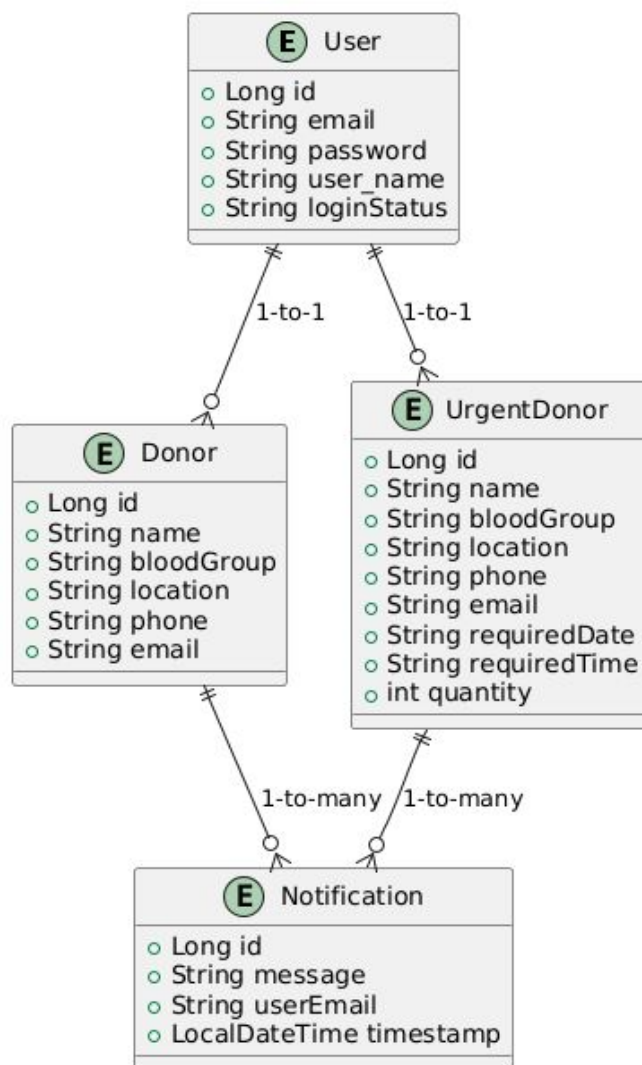 E User
Long id
String email
String password
String user_name
String loginStatus
1-to-1
1-to-1
E Donor
Long id
String name
String bloodGroup
String location
String phone
String email
E UrgentDonor
Long id
String name
String bloodGroup
String location
String phone
String email
String requiredDate
String requiredTime
int quantity
1-to-many
1-to-many
E Notification
Long id
String message
String userEmail
LocalDateTime timestamp